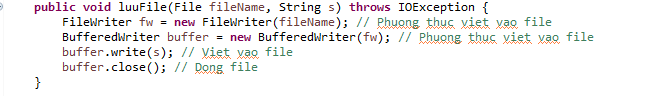 public void luuFile(File fileName, String s) throws IOException {
FileWriter fw = new FileWriter(fileName); // Phuong thuc viet vao file
BufferedWriter buffer = new BufferedWriter(fw); // Phuong thuc viet vao file
buffer.write(s); // Viet vao file
buffer.close(); // Dong file
}